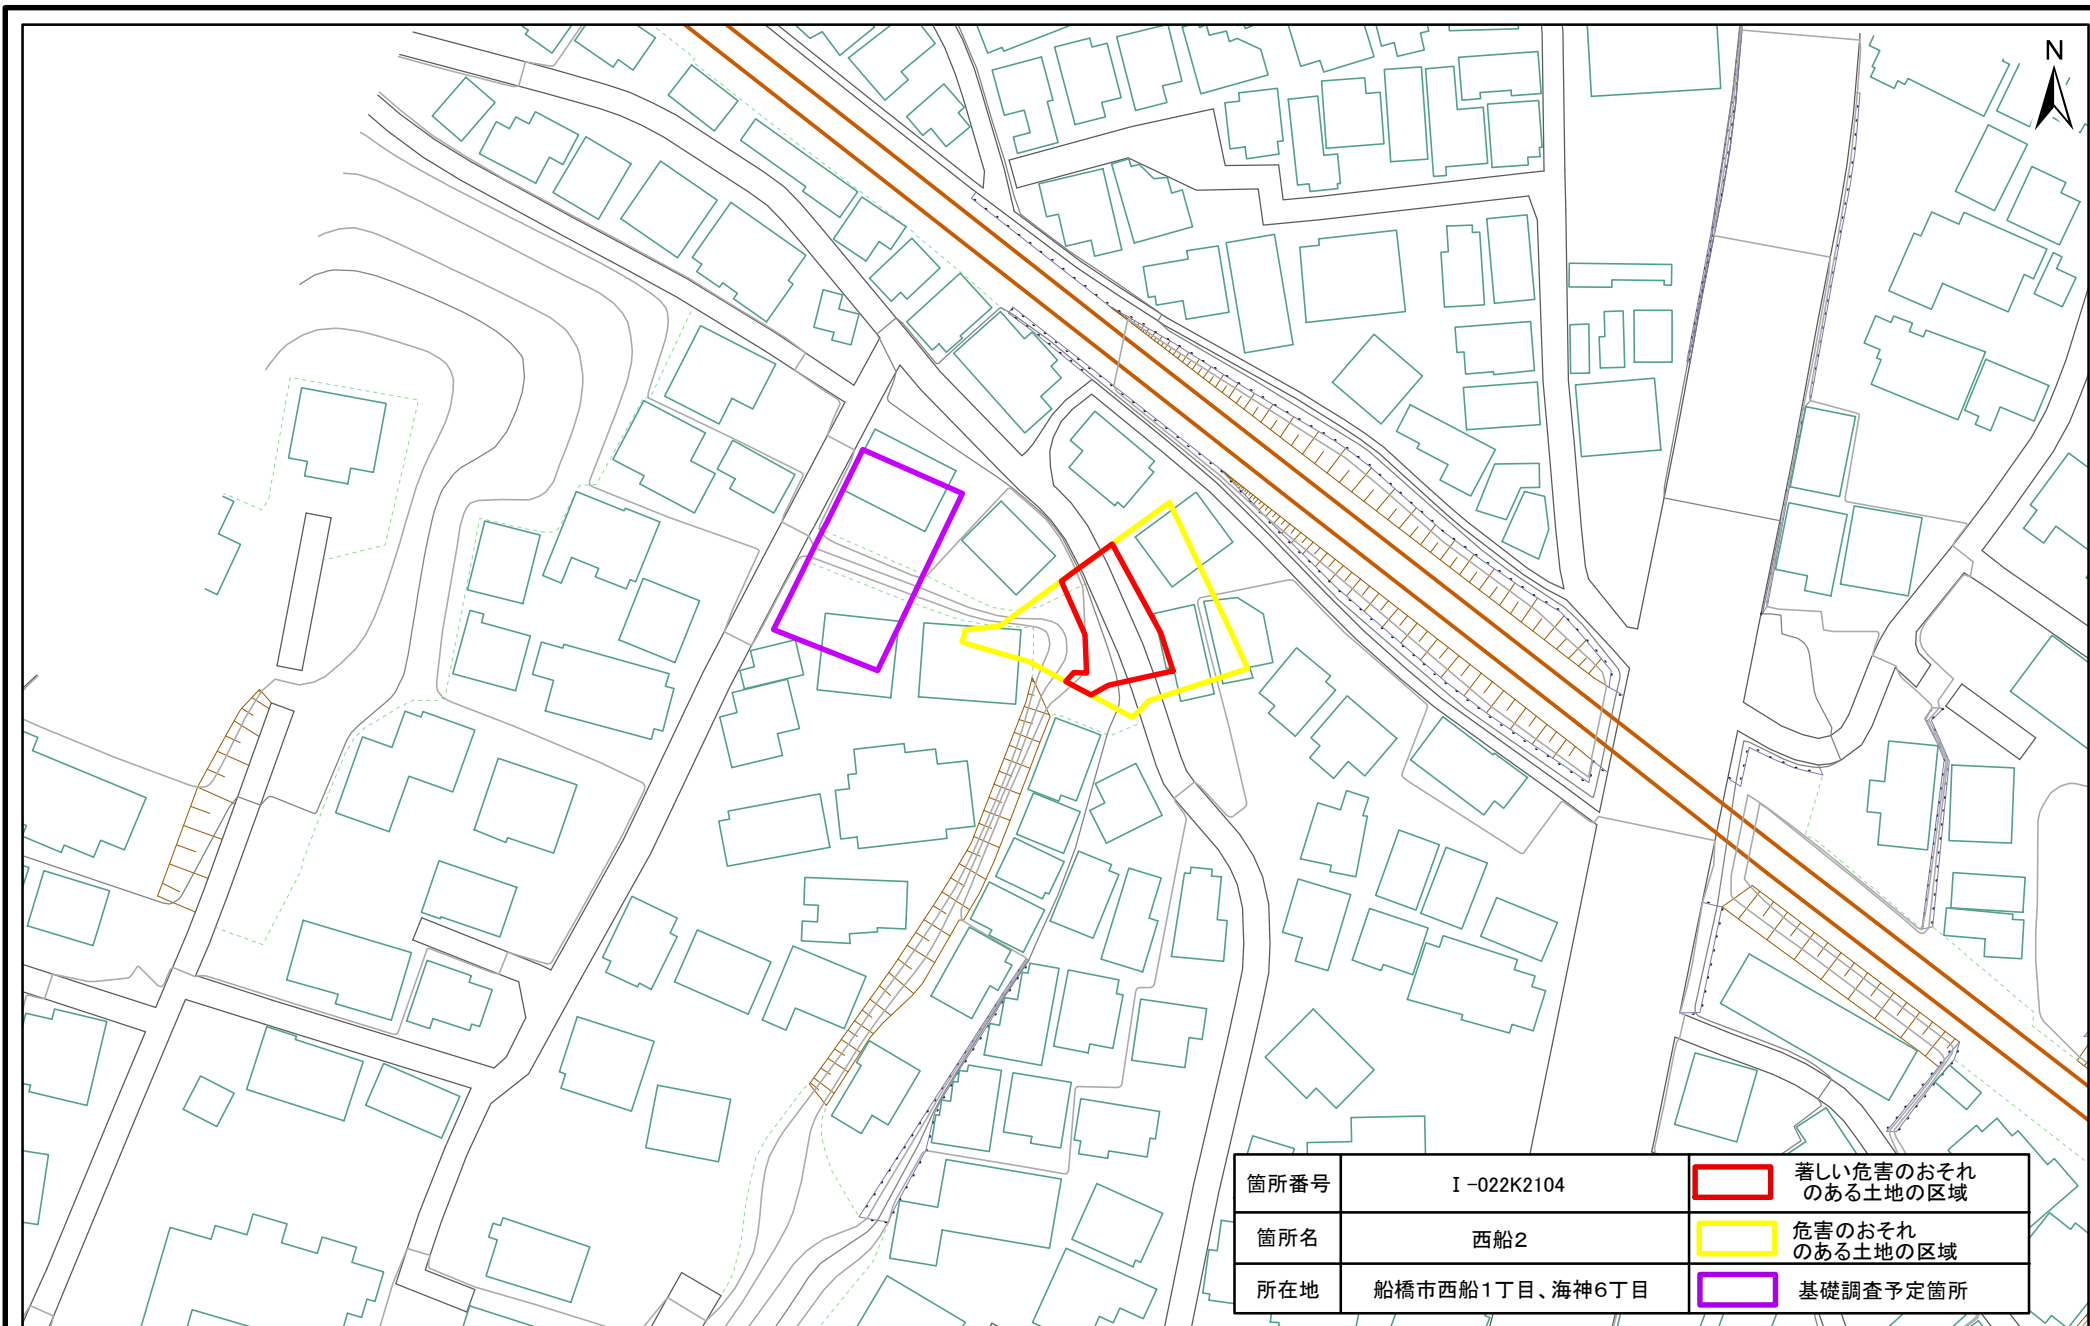 N
箇所番号
Ⅰ-022K2104
著しい危害のおそれ
のある土地の区域
箇所名
西船2
危害のおそれ
のある土地の区域
所在地
船橋市西船1丁目、海神6丁目
基礎調査予定箇所